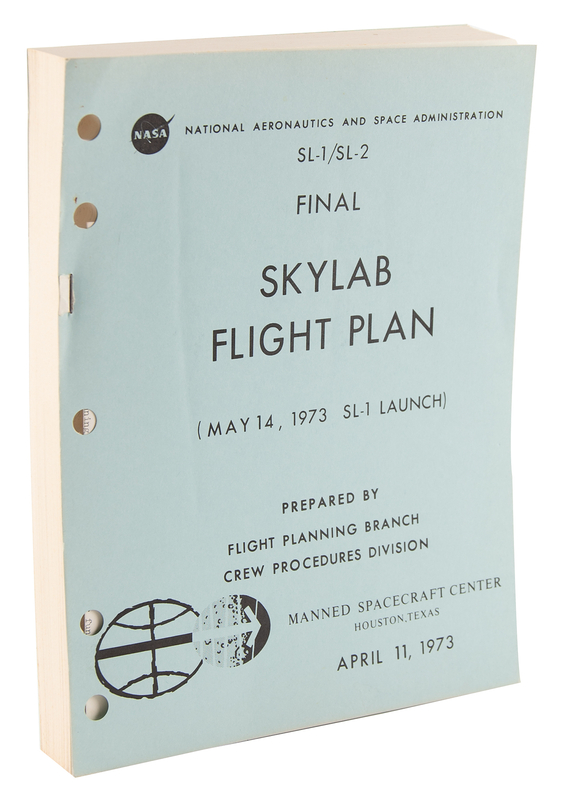 NASA
NATIONAL AERONAUTICS AND SPACE ADMINISTRATION
SL-1/SL-2
FINAL
SKYLAB
FLIGHT PLAN
(MAY 14, 1973 SL-1 LAUNCH)
PREPARED BY
FLIGHT PLANNING BRANCH
CREW PROCEDURES DIVISION
MANNED SPACECRAFT CENTER
HOUSTON,TEXAS
APRIL 11, 1973